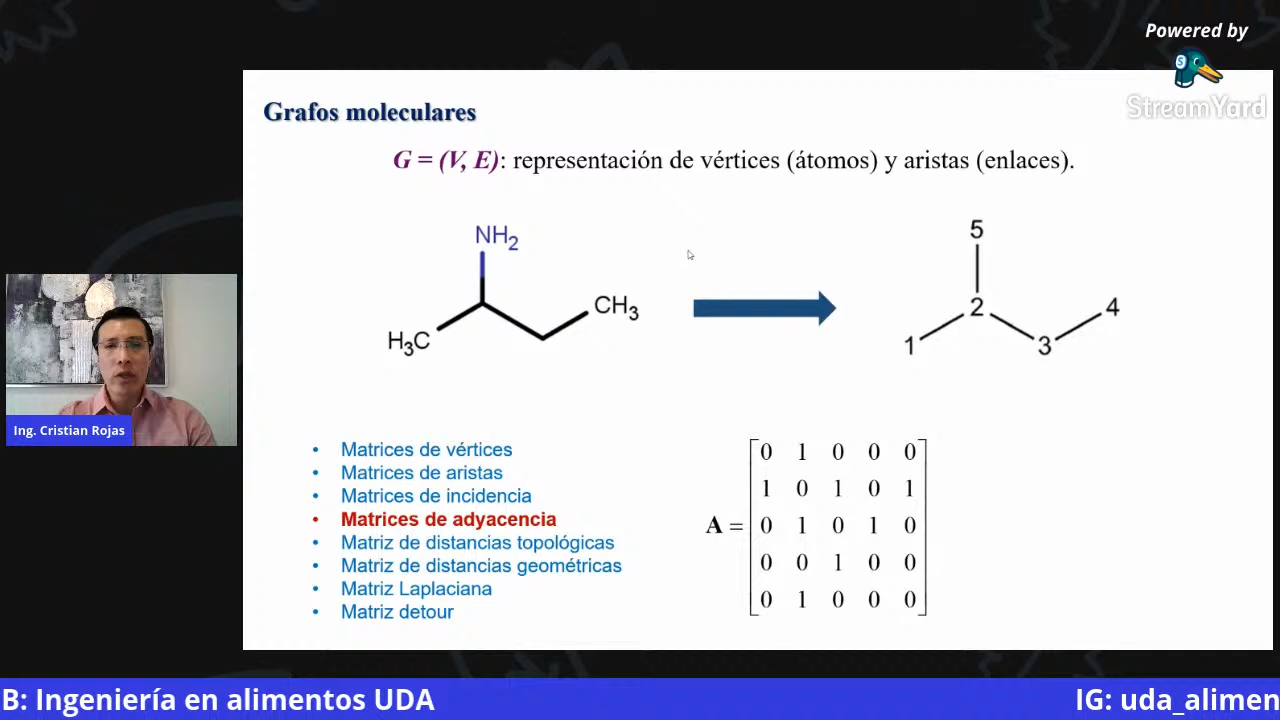 Powered by
StreamYard
Grafos moleculares
G = (V, E): representación de vértices (átomos) y aristas (enlaces).
NH2
H3C
CH3
5
2
4
1
3
Ing. Cristian Rojas
• Matrices de vértices
• Matrices de aristas
• Matrices de incidencia
• Matrices de adyacencia
• Matriz de distancias topológicas
• Matriz de distancias geométricas
• Matriz Laplaciana
• Matriz detour
A =
0 1 0 0 0
1 0 1 0 1
0 1 0 1 0
0 0 1 0 0
0 1 0 0 0
B: Ingeniería en alimentos UDA
IG: uda_alimen